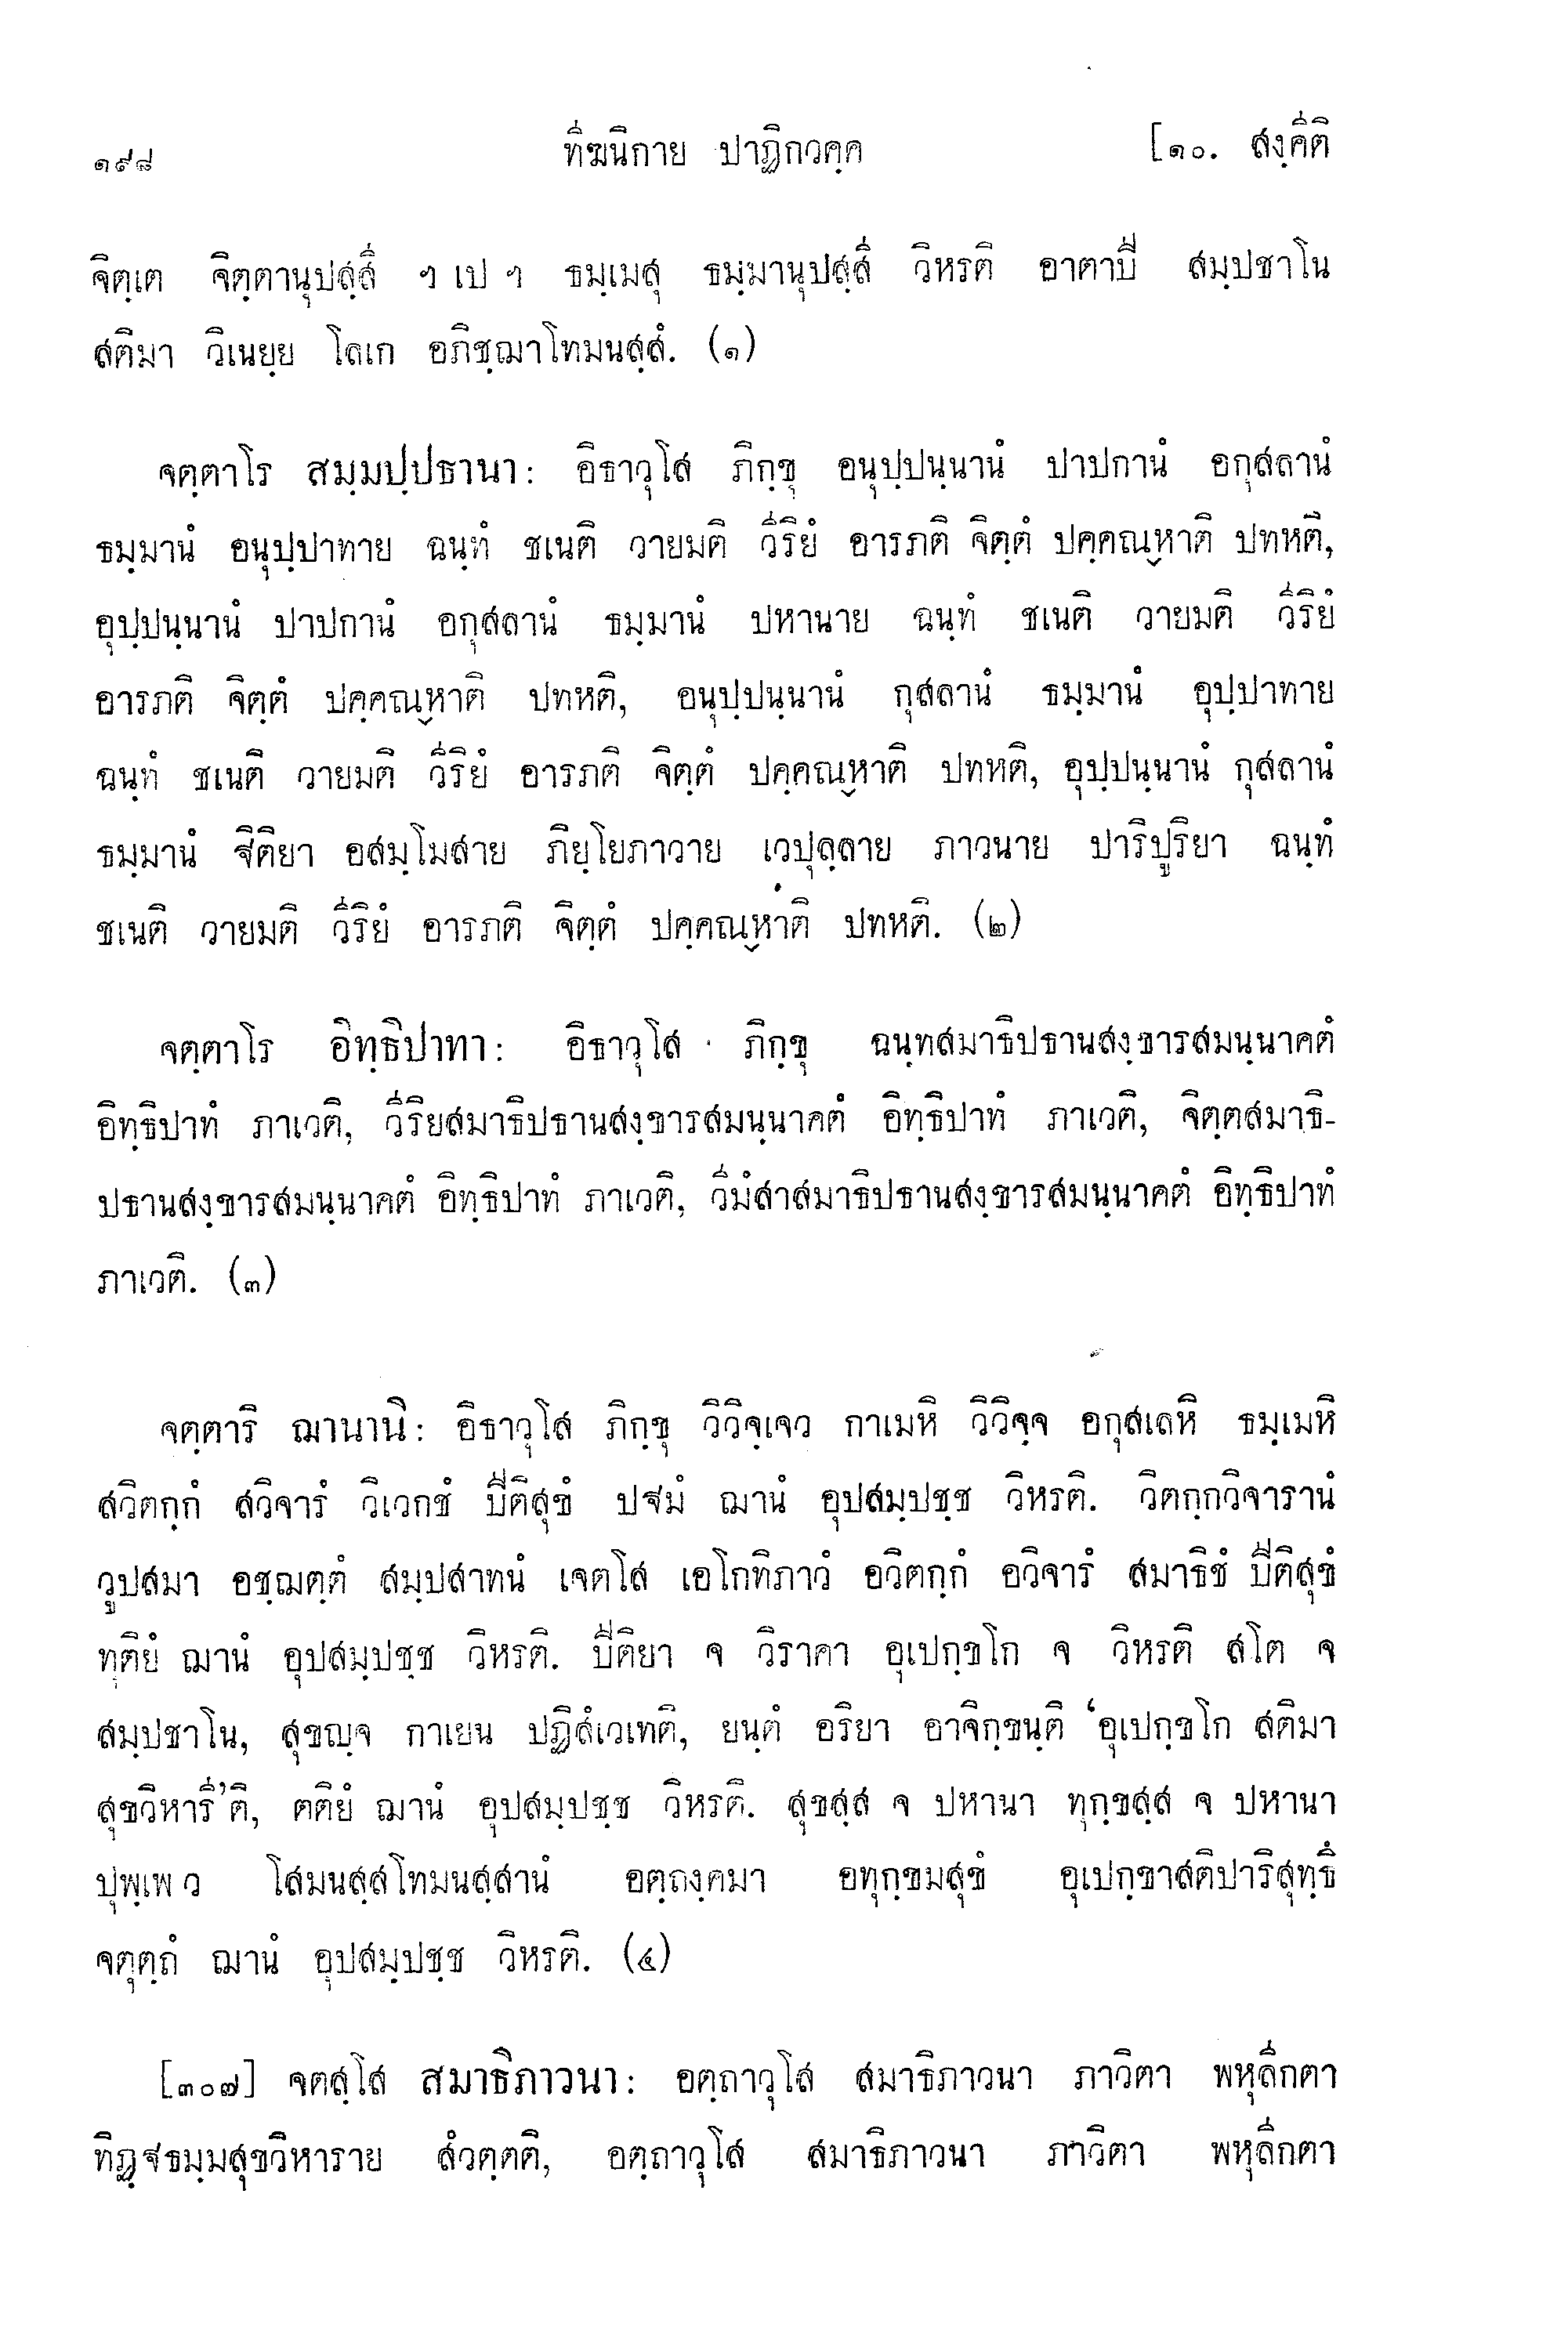 ๑๙๘ ทีฆนิกาย ปาฏิกวคฺค [๑๐. สงฺคีติ
จิตฺเต จิตฺตานุปสฺสี ฯ เป ฯ ธมฺเมสุ ธมฺมานุปสฺสี วิหรติ อาตาปี สมฺปชาโน
สติมา วิเนยฺย โลเก อภิชฺฌาโทมนสฺสํ. (๑)
จตฺตาโร สมฺมปฺปธานา: อิธาวุโส ภิกฺขุ อนุปฺปนฺนานํ ปาปกานํ อกุสลานํ
ธมฺมานํ อนุปฺปาทาย ฉนฺทํ ชเนติ วายมติ วีริยํ อารภติ จิตฺตํ ปคฺคณฺหาติ ปทหติ,
อุปฺปนฺนานํ ปาปกานํ อกุสลานํ ธมฺมานํ ปหานาย ฉนฺทํ ชเนติ วายมติ วีริยํ
อารภติ จิตฺตํ ปคฺคณฺหาติ ปทหติ, อนุปฺปนฺนานํ กุสลานํ ธมฺมานํ อุปฺปาทาย
ฉนฺทํ ชเนติ วายมติ วีริยํ อารภติ จิตฺตํ ปคฺคณฺหาติ ปทหติ, อุปฺปนฺนานํ กุสลานํ
ธมฺมานํ ฐิติยา อสมฺโมสาย ภิยฺโยภาวาย เวปุลฺลาย ภาวนาย ปาริปูริยา ฉนฺทํ
ชเนติ วายมติ วีริยํ อารภติ จิตฺตํ ปคฺคณฺหาติ ปทหติ. (๒)
จตฺตาโร อิทฺธิปาทา: อิธาวุโส ภิกฺขุ ฉนฺทสมาธิปธานสงฺขารสมนฺนาคตํ
อิทฺธิปาทํ ภาเวติ, วีริยสมาธิปธานสงฺขารสมนฺนาคตํ อิทฺธิปาทํ ภาเวติ, จิตฺตสมาธิ-
ปธานสงฺขารสมนฺนาคตํ อิทฺธิปาทํ ภาเวติ, วีมํสาสมาธิปธานสงฺขารสมนฺนาคตํ อิทฺธิปาทํ
ภาเวติ. (๓)
จตฺตาริ ฌานานิ: อิธาวุโส ภิกฺขุ วิวิจฺเจว กาเมหิ วิวิจฺจ อกุสเลหิ ธมฺเมหิ
สวิตกฺกํ สวิจารํ วิเวกชํ ปีติสุขํ ปฐมํ ฌานํ อุปสมฺปชฺช วิหรติ. วิตกฺกวิจารานํ
วูปสมา อชฺฌตฺตํ สมฺปสาทนํ เจตโส เอโกทิภาวํ อวิตกฺกํ อวิจารํ สมาธิชํ ปีติสุขํ
ทุติยํ ฌานํ อุปสมฺปชฺช วิหรติ. ปีติยา จ วิราคา อุเปกฺขโก จ วิหรติ สโต จ
สมฺปชาโน, สุขญฺจ กาเยน ปฏิสํเวเทติ, ยนฺตํ อริยา อาจิกฺขนฺติ ‘อุเปกฺขโก สติมา
สุขวิหารี’ติ, ตติยํ ฌานํ อุปสมฺปชฺช วิหรติ. สุขสฺส จ ปหานา ทุกฺขสฺส จ ปหานา
ปุพฺเพ ว โสมนสฺสโทมนสฺสานํ อตฺถงฺคมา อทุกฺขมสุขํ อุเปกฺขาสติปาริสุทฺธึ
จตุตฺถํ ฌานํ อุปสมฺปชฺช วิหรติ. (๔)
[๓๐๗] จตสฺโส สมาธิภาวนา: อตฺถาวุโส สมาธิภาวนา ภาวิตา พหุลีกตา
ทิฏฺฐธมฺมสุขวิหาราย สํวตฺตติ, อตฺถาวุโส สมาธิภาวนา ภาวิตา พหุลีกตา